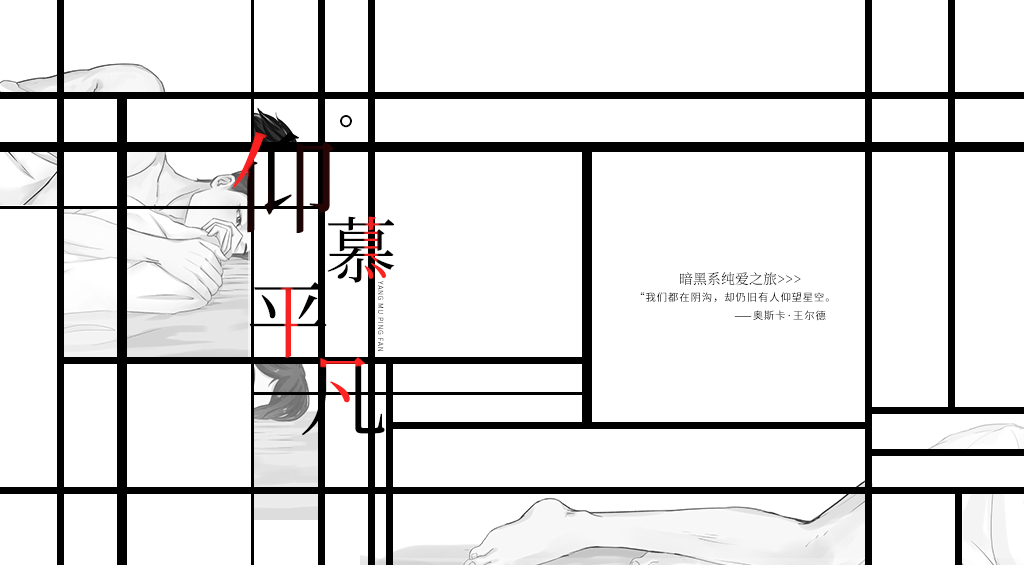 仰慕
平凡
YANG MU PING FAN
暗黑系纯爱之旅>>>
“我们都在阴沟，却仍旧有人仰望星空。
——奥斯卡·王尔德